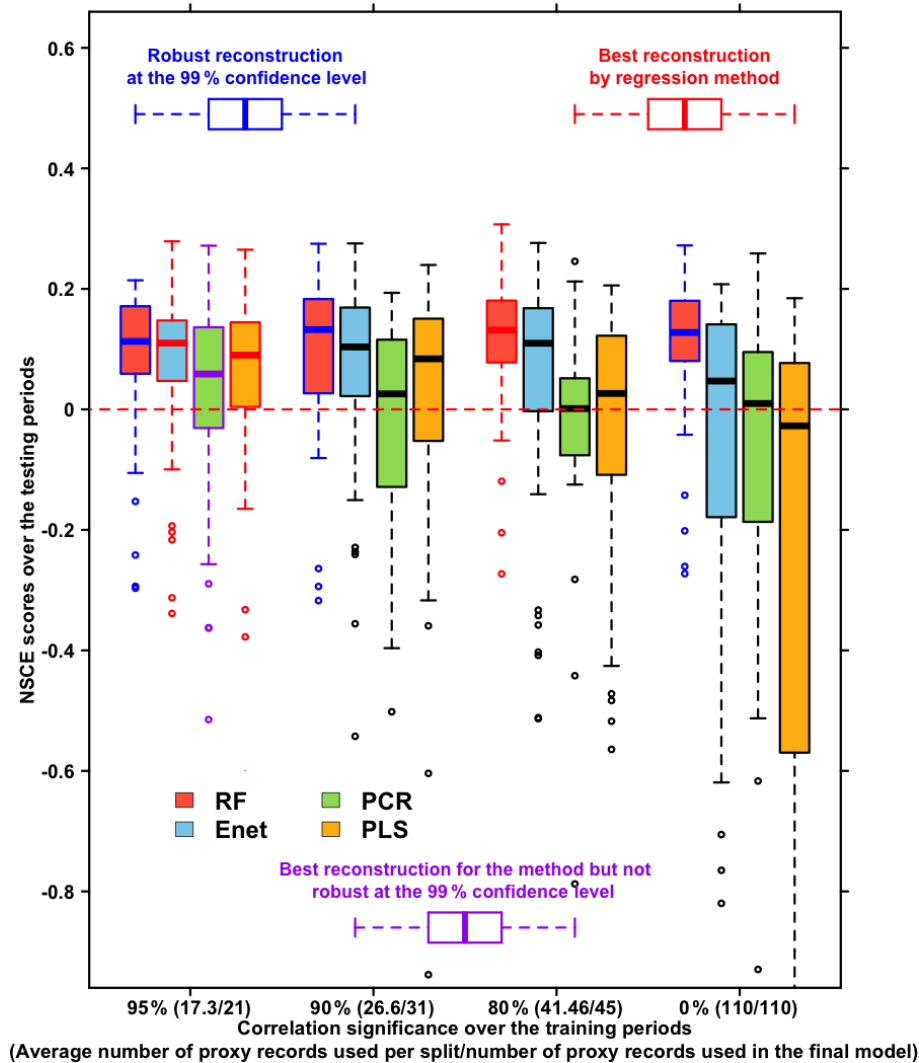 0.6
Robust reconstruction
at the 99 % confidence level
Best reconstruction
by regression method
0.4
0.2
0
-0.2
-0.4
-0.6
-0.8
NSCE scores over the testing periods
RF
PCR
Enet
PLS
Best reconstruction for the method but not
robust at the 99 % confidence level
95 % (17.3/21)
90 % (26.6/31)
80 % (41.46/45)
0 % (110/110)
Correlation significance over the training periods
(Average number of proxy records used per split/number of proxy records used in the final model)